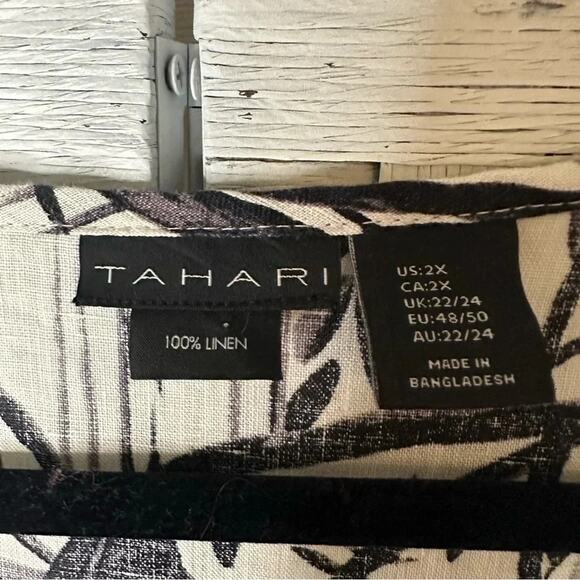 TAHARI
100% LINEN
US:2X
CA:2X
UK:22/24
EU:48/50
AU:22/24
MADE IN
BANGLADESH